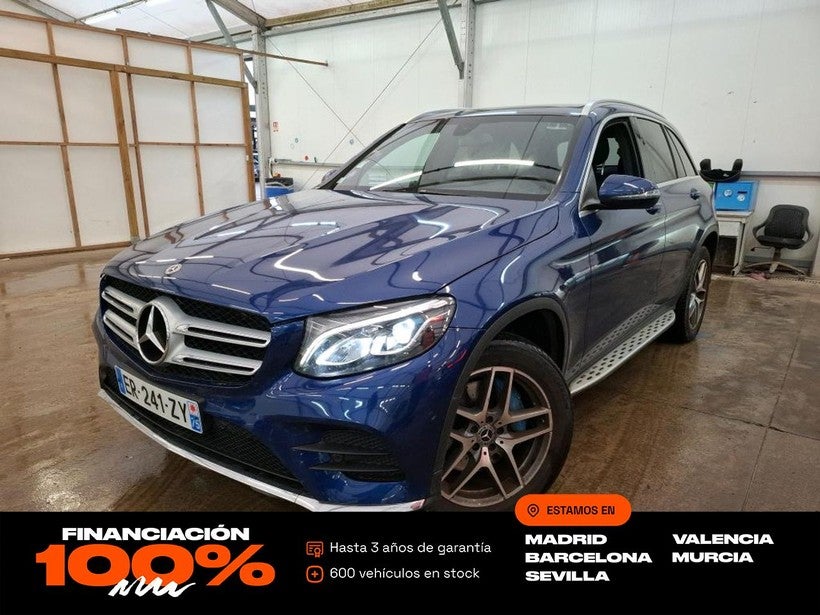 ER-241-ZY
75
FINANCIACIÓN
100%
Hasta 3 años de garantía
600 vehículos en stock
ESTAMOS EN
MADRID
BARCELONA
SEVILLA
VALENCIA
MURCIA